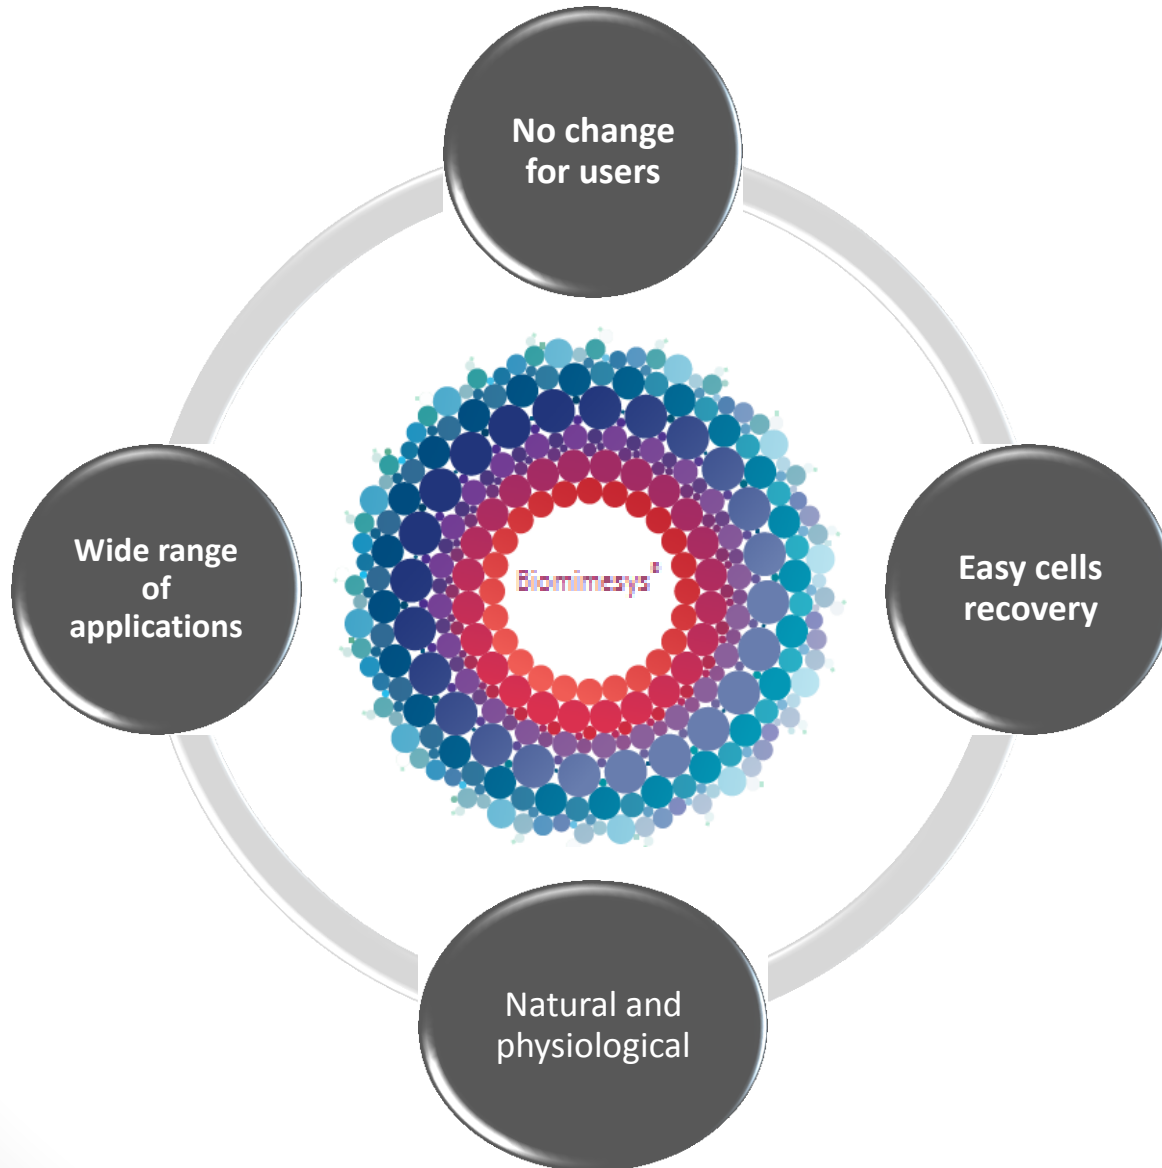 No change
for users
Wide range
of
applications
Biomimesys®
Easy cells
recovery
Natural and
physiological